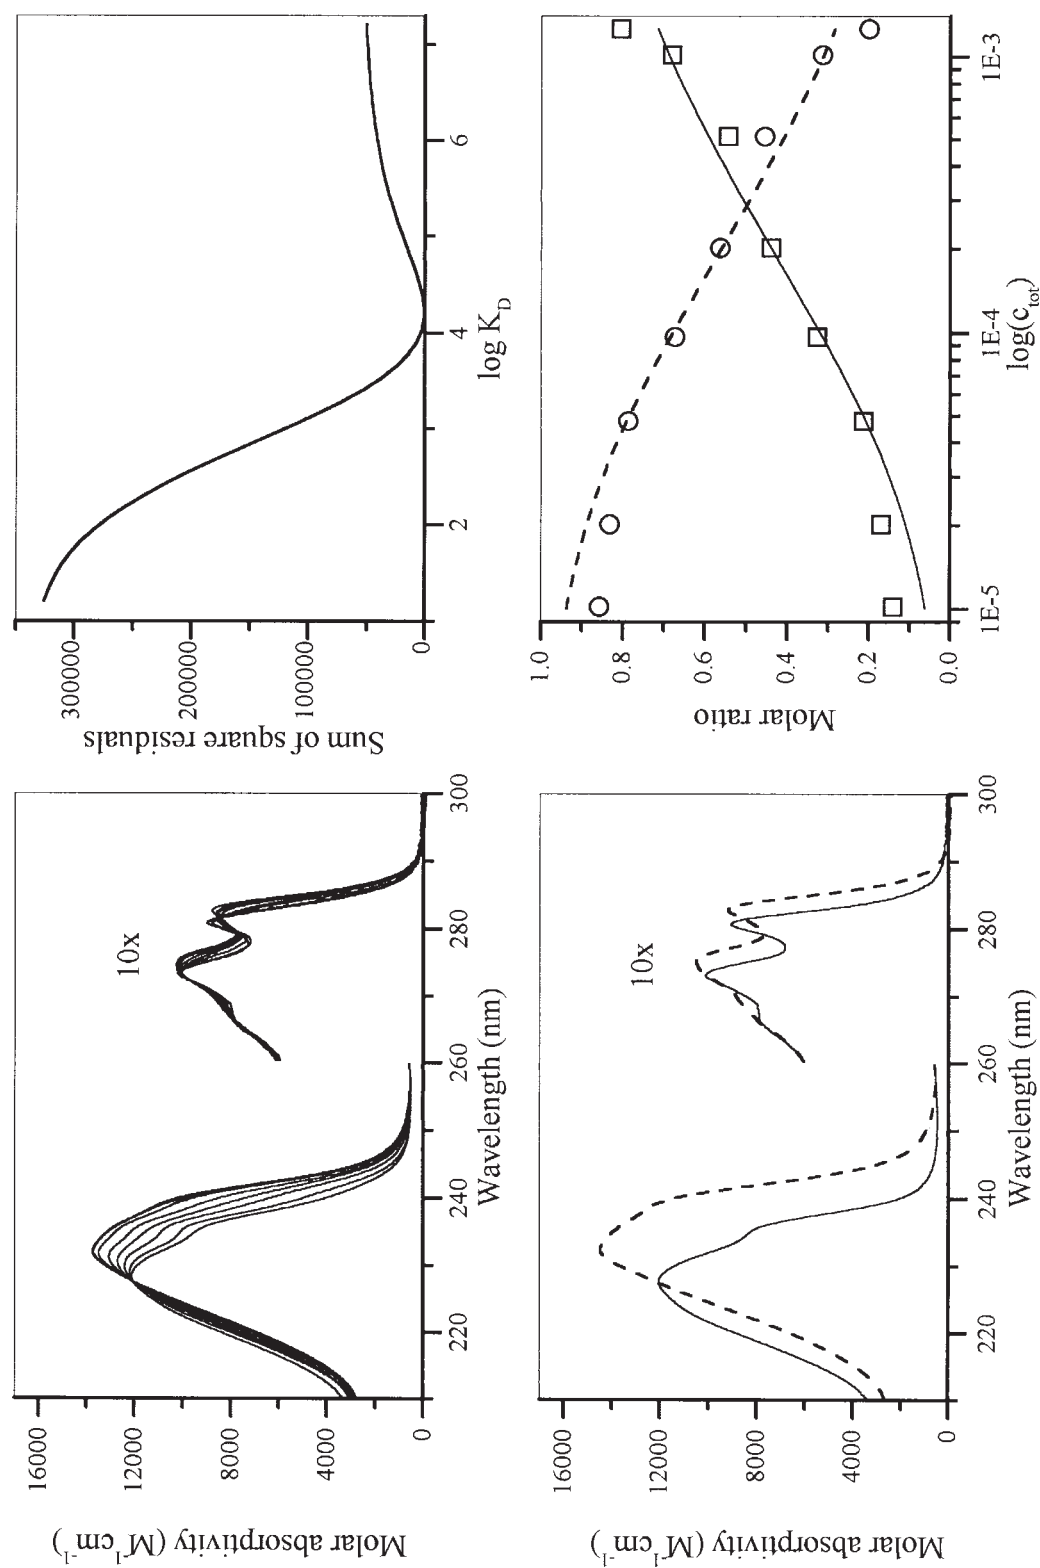 Molar absorptivity (M⁻¹cm⁻¹)
16000
12000
8000
4000
0
10x
220
240
260
280
300
Wavelength (nm)
Sum of square residuals
300000
200000
100000
0
2
4
6
log K_D
Molar absorptivity (M⁻¹cm⁻¹)
16000
12000
8000
4000
0
10x
220
240
260
280
300
Wavelength (nm)
Molar ratio
1.0
0.8
0.6
0.4
0.2
0.0
1E-5
1E-4
1E-3
log(c_tot)